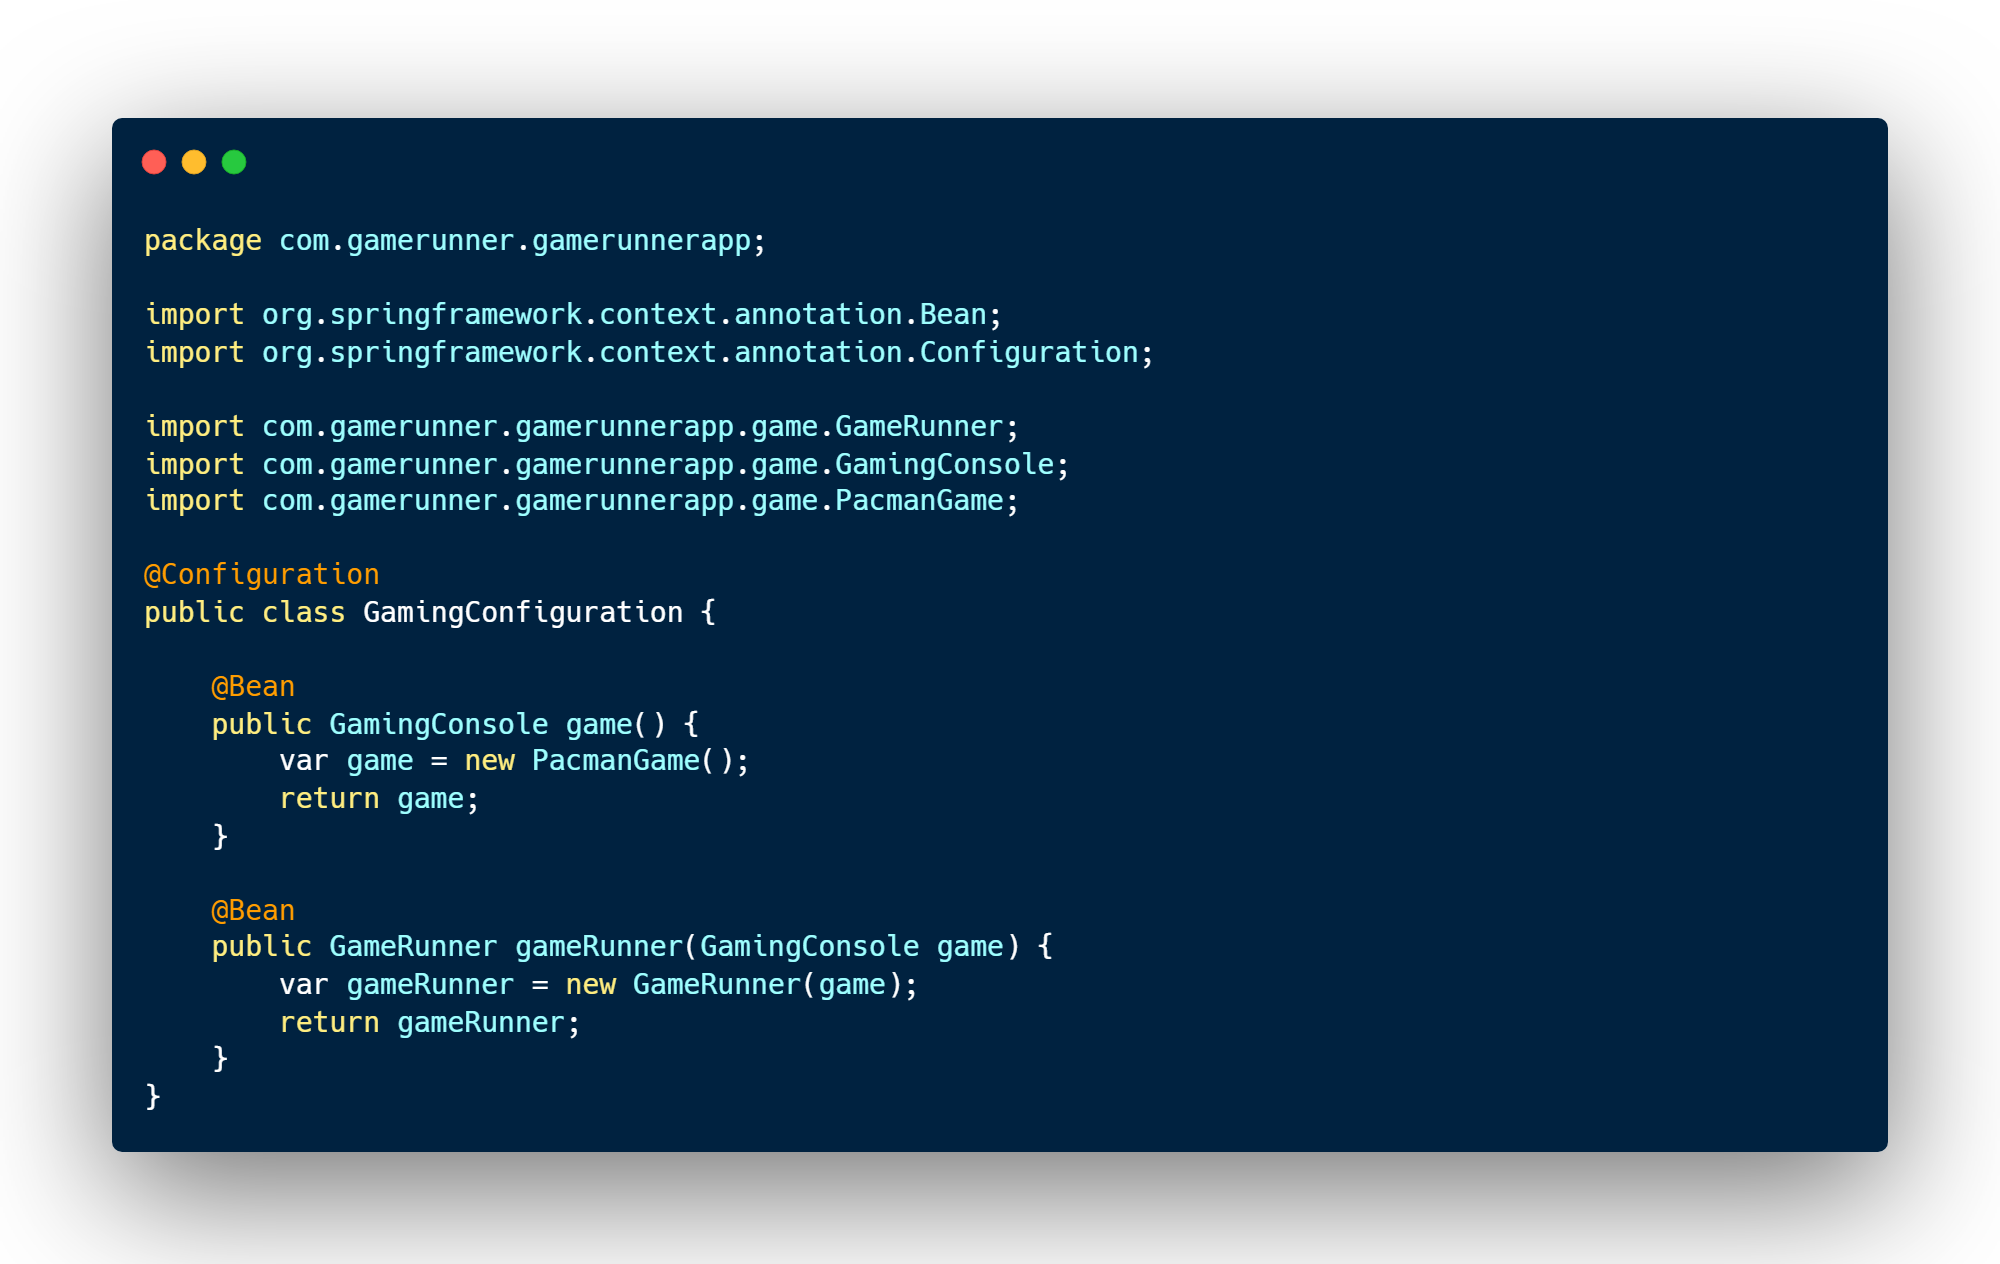 package com.gamerunner.gamerunnerapp;

import org.springframework.context.annotation.Bean;
import org.springframework.context.annotation.Configuration;

import com.gamerunner.gamerunnerapp.game.GameRunner;
import com.gamerunner.gamerunnerapp.game.GamingConsole;
import com.gamerunner.gamerunnerapp.game.PacmanGame;

@Configuration
public class GamingConfiguration {

    @Bean
    public GamingConsole game() {
        var game = new PacmanGame();
        return game;
    }

    @Bean
    public GameRunner gameRunner(GamingConsole game) {
        var gameRunner = new GameRunner(game);
        return gameRunner;
    }
}